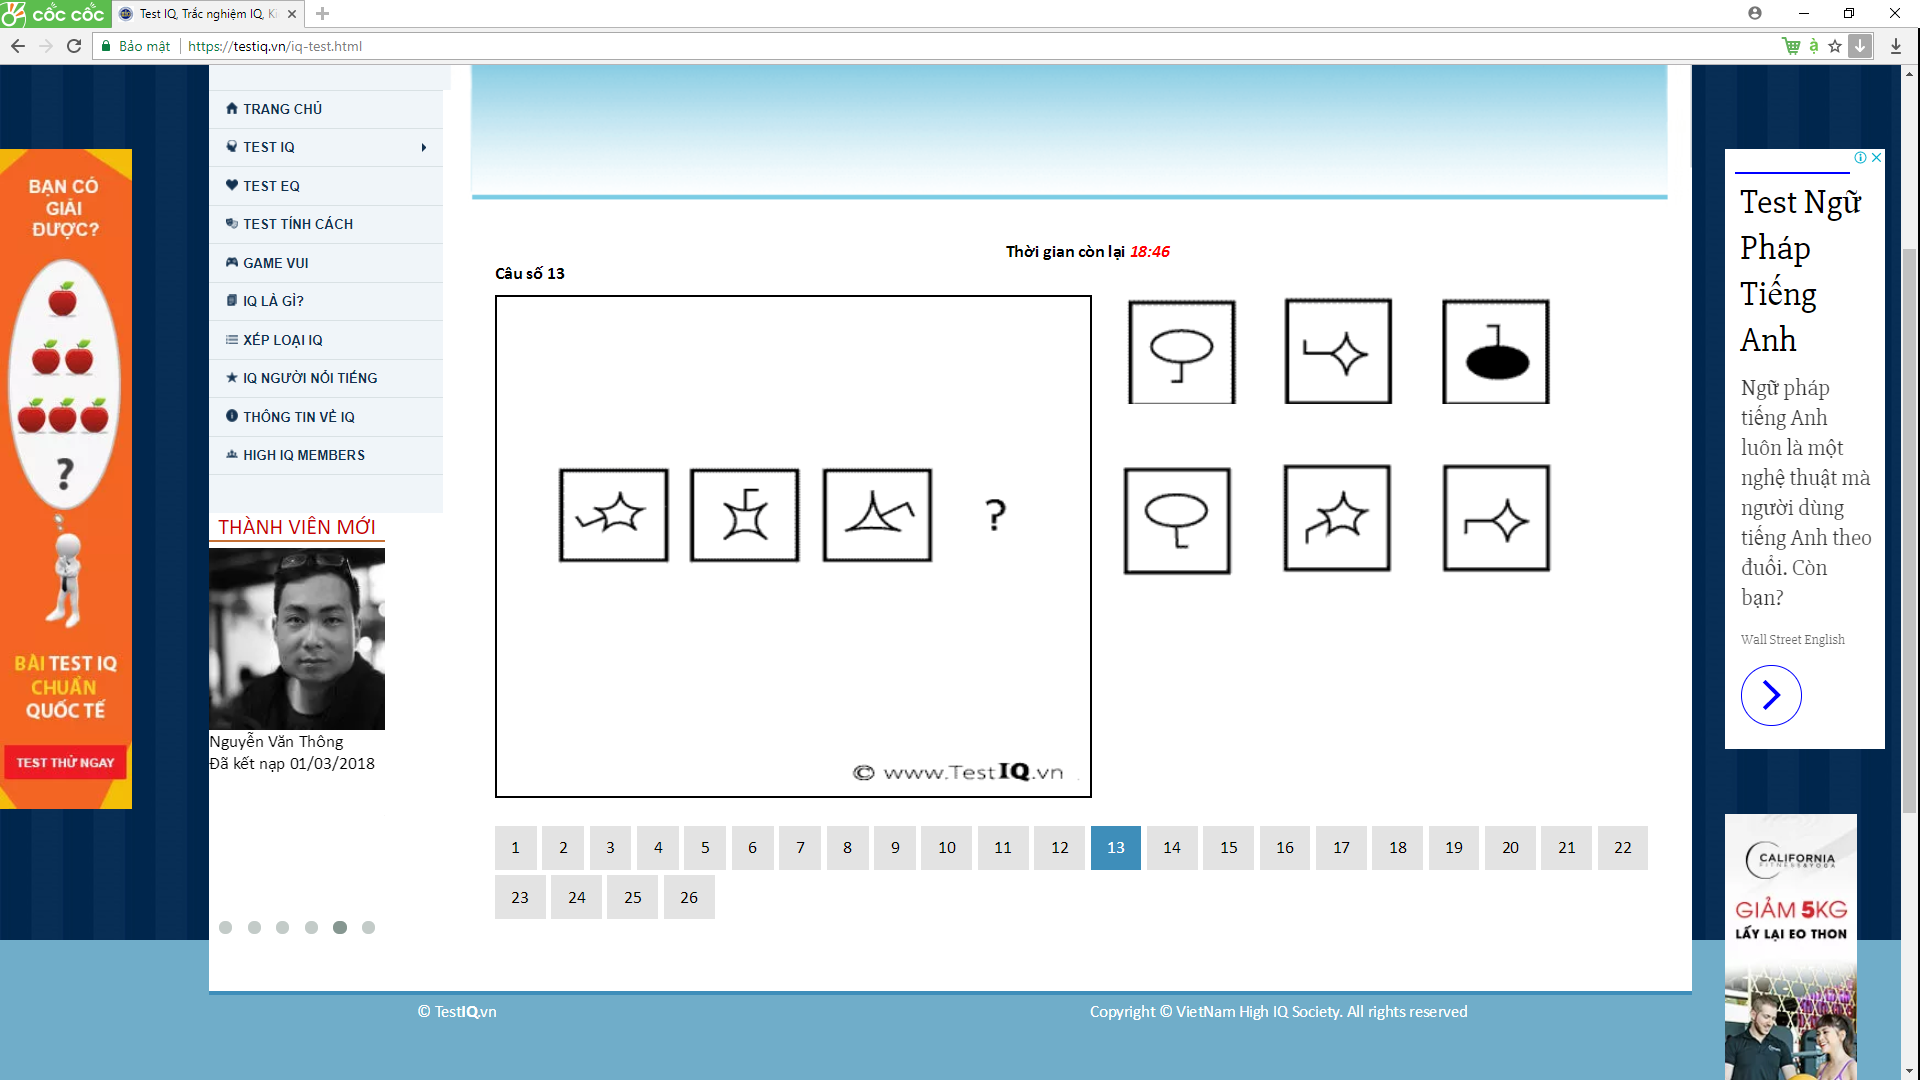 cốc cốc
Test IQ, Trắc nghiệm IQ, K
Bảo mật
https://testiq.vn/iq-test.html
TRANG CHỦ
TEST IQ
TEST EQ
TEST TÍNH CÁCH
GAME VUI
IQ LÀ GÌ?
XẾP LOẠI IQ
IQ NGƯỜI NỔI TIẾNG
THÔNG TIN VỀ IQ
HIGH IQ MEMBERS
THÀNH VIÊN MỚI
Nguyễn Văn Thông
Đã kết nạp 01/03/2018
BẠN CÓ
GIẢI
ĐƯỢC?
?
BÀI TEST IQ
CHUẨN
QUỐC TẾ
TEST THỬ NGAY
Thời gian còn lại 18:46
Câu số 13
?
© www.TestIQ.vn
1 2 3 4 5 6 7 8 9 10 11 12 13 14 15 16 17 18 19 20 21 22
23 24 25 26
Test Ngữ
Pháp
Tiếng
Anh
Ngữ pháp
tiếng Anh
luôn là một
nghệ thuật mà
người dùng
tiếng Anh theo
đuổi. Còn
bạn?
Wall Street English
CALIFORNIA
FITNESS & YOGA
GIẢM 5KG
LẤY LẠI EO THON
© TestIQ.vn
Copyright © VietNam High IQ Society. All rights reserved